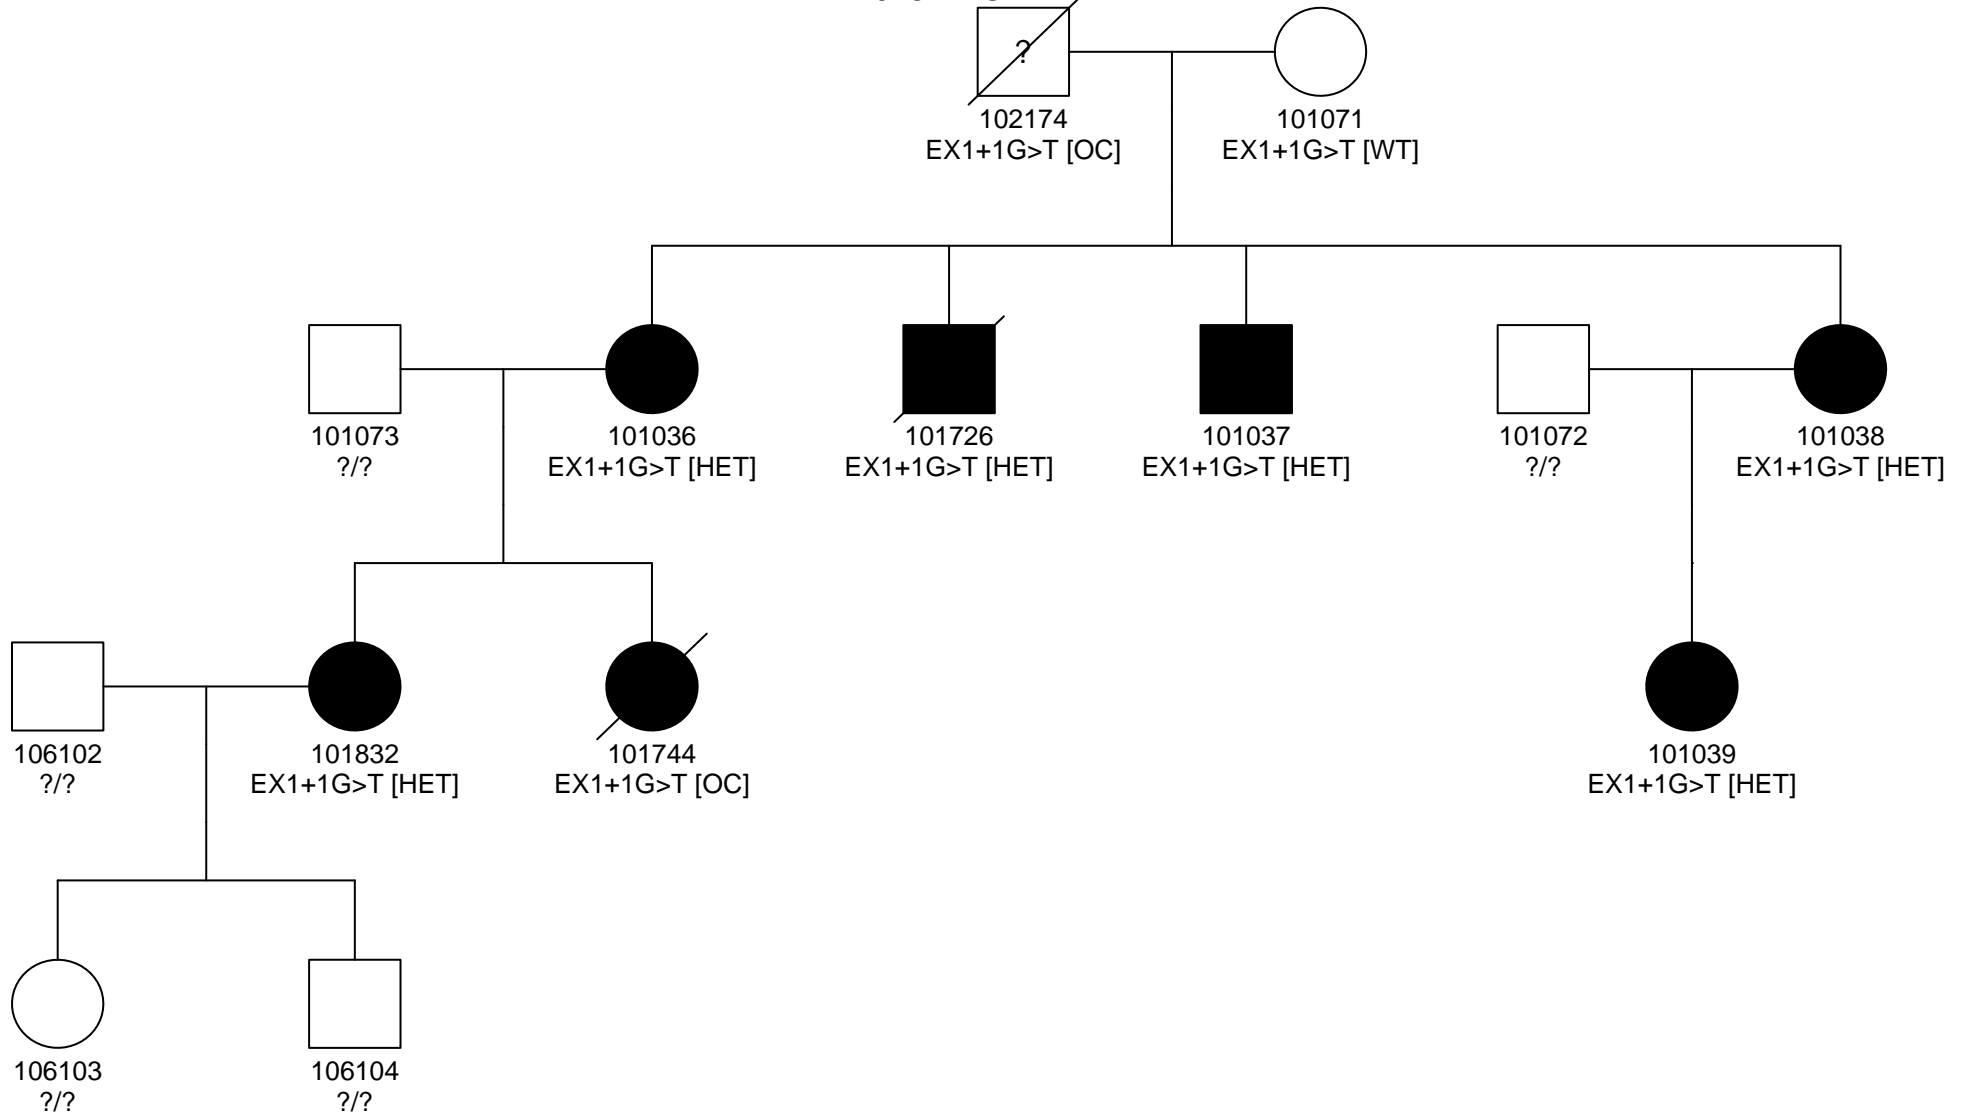 ?
102174
EX1+1G>T [OC]
101071
EX1+1G>T [WT]
101073
?/?
101036
EX1+1G>T [HET]
101726
EX1+1G>T [HET]
101037
EX1+1G>T [HET]
101072
?/?
101038
EX1+1G>T [HET]
106102
?/?
101832
EX1+1G>T [HET]
101744
EX1+1G>T [OC]
101039
EX1+1G>T [HET]
106103
?/?
106104
?/?